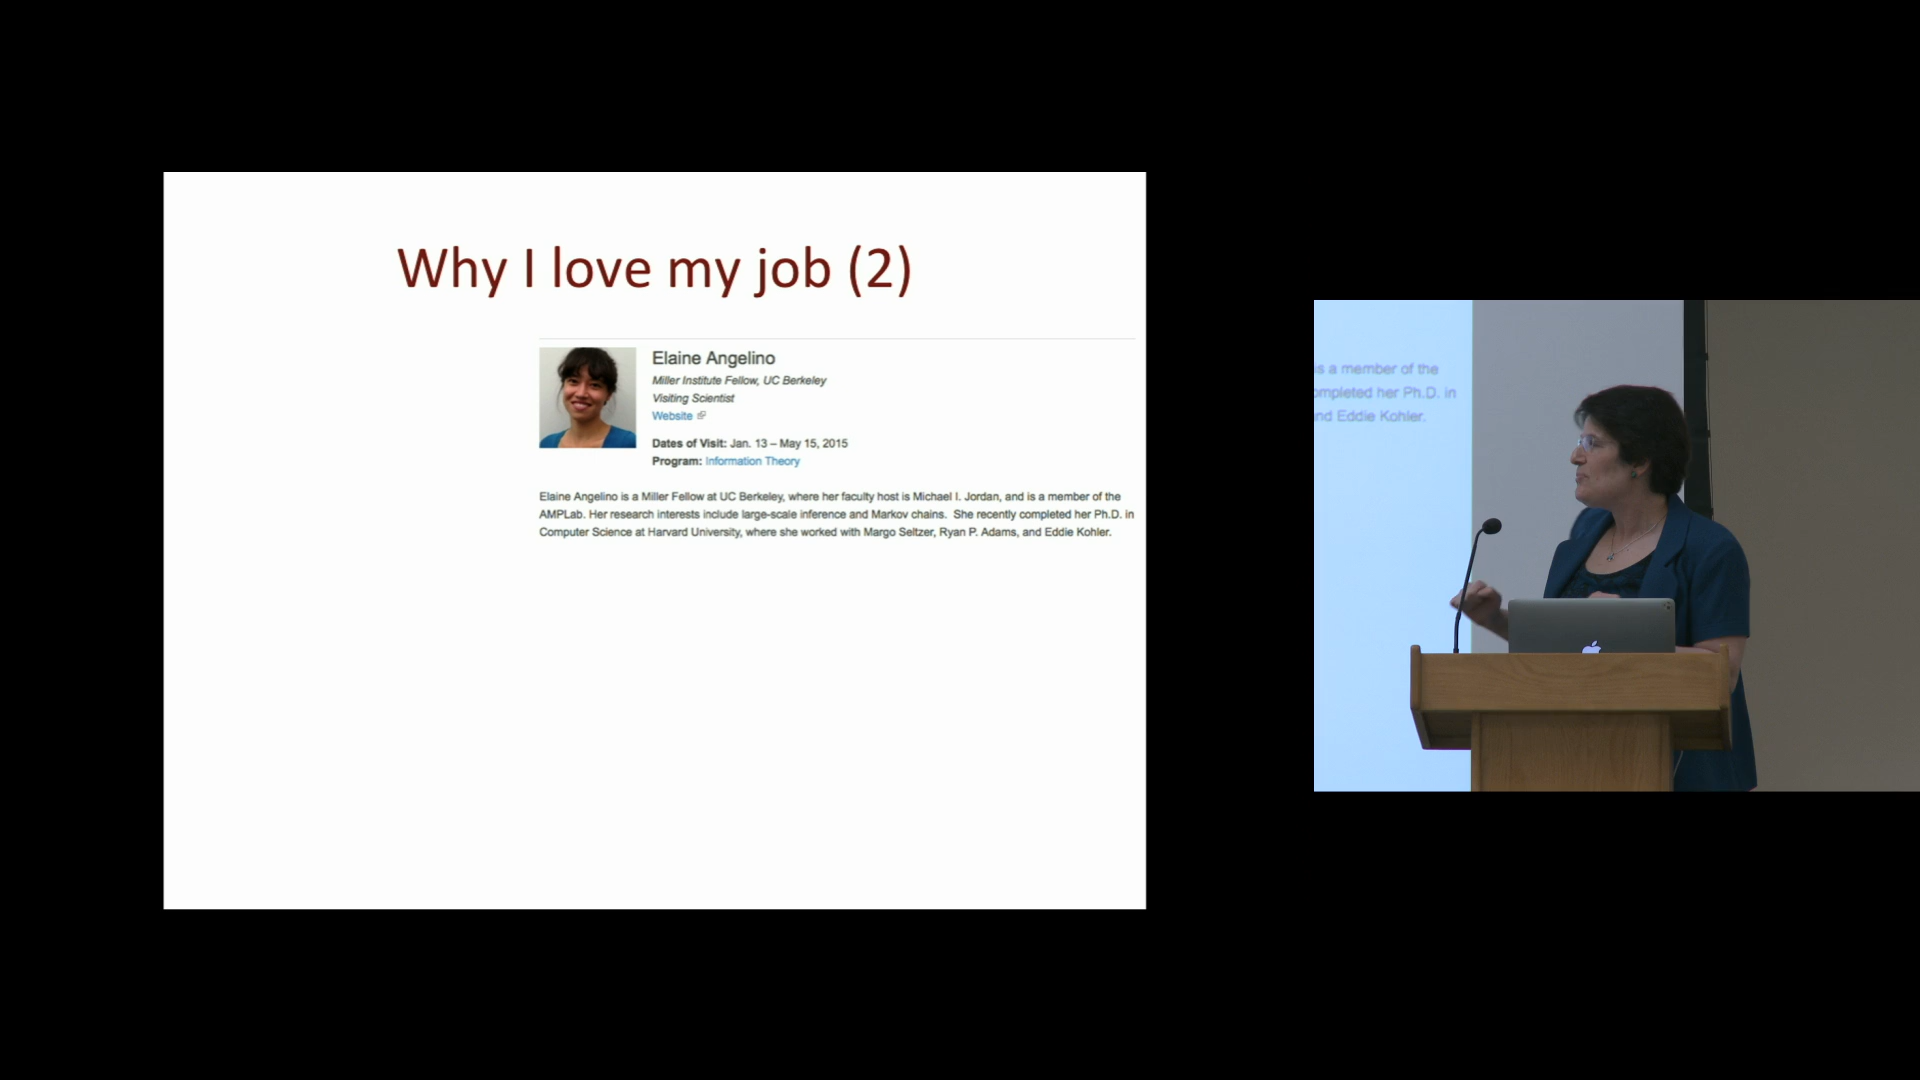 Why I love my job (2)
Elaine Angelino
Miller Institute Fellow, UC Berkeley
Visiting Scientist
Website
Dates of Visit: Jan. 13 – May 15, 2015
Program: Information Theory
Elaine Angelino is a Miller Fellow at UC Berkeley, where her faculty host is Michael I. Jordan, and is a member of the
AMPLab. Her research interests include large-scale inference and Markov chains. She recently completed her Ph.D. in
Computer Science at Harvard University, where she worked with Margo Seltzer, Ryan P. Adams, and Eddie Kohler.
is a member of the
ompleted her Ph.D. in
nd Eddie Kohler.